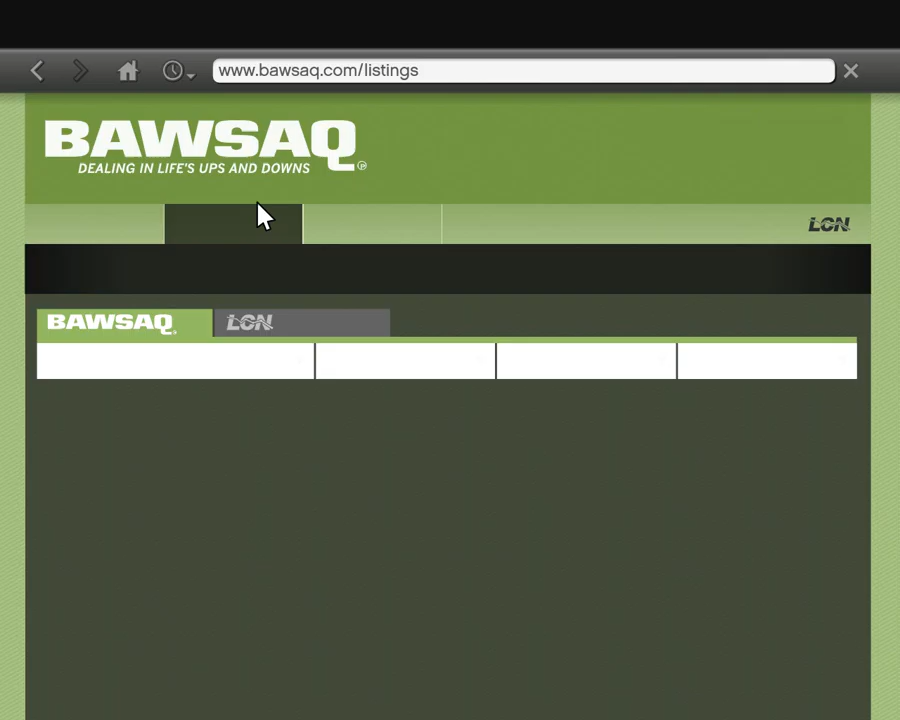 www.bawsaq.com/listings
BAWSAQ
DEALING IN LIFE'S UPS AND DOWNS
LCN
BAWSAQ
LCN